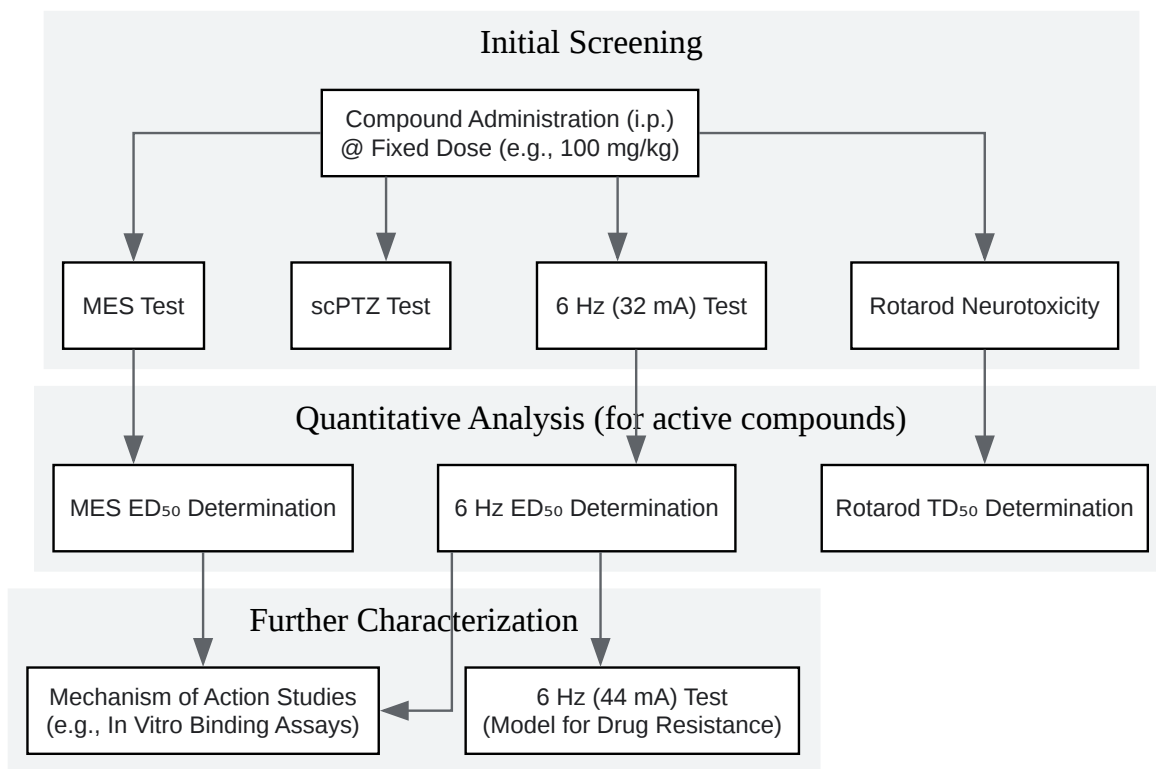 Initial Screening
Compound Administration (i.p.)
@ Fixed Dose (e.g., 100 mg/kg)
MES Test
scPTZ Test
6 Hz (32 mA) Test
Rotarod Neurotoxicity
Quantitative Analysis (for active compounds)
MES ED₅₀ Determination
6 Hz ED₅₀ Determination
Rotarod TD₅₀ Determination
Further Characterization
Mechanism of Action Studies
(e.g., In Vitro Binding Assays)
6 Hz (44 mA) Test
(Model for Drug Resistance)